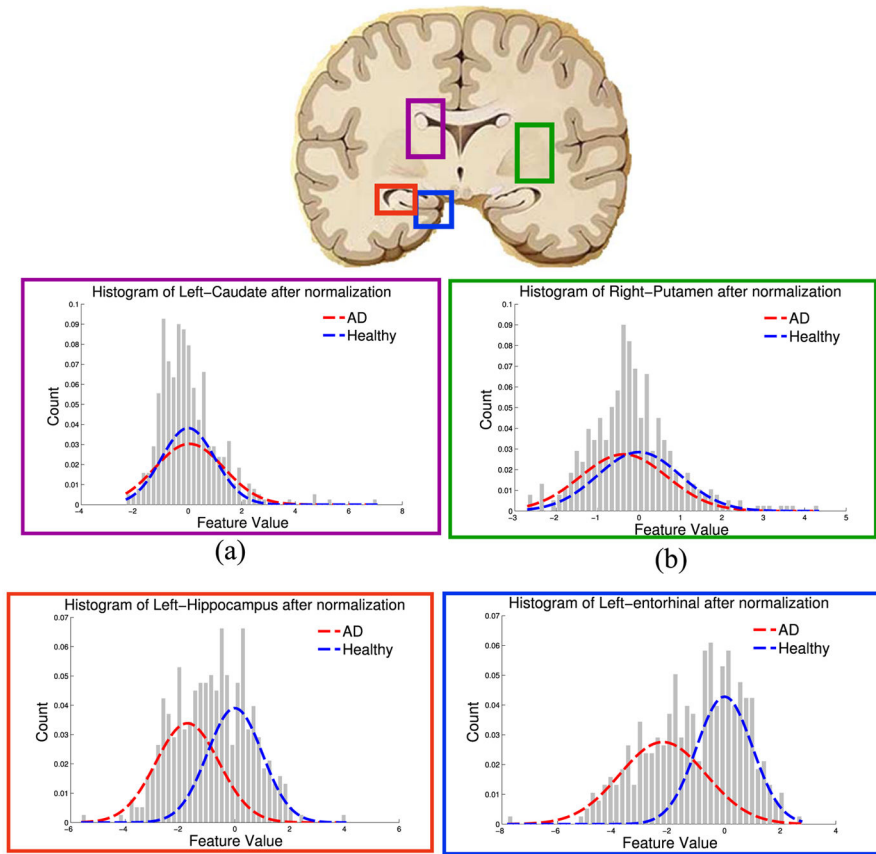 Histogram of Left-Caudate after normalization
0.1
0.09
0.08
0.07
0.06
0.05
0.04
0.03
0.02
0.01
0
Count
AD
Healthy
-4 -2 0 2 4 6 8
Feature Value
(a)
Histogram of Right-Putamen after normalization
0.1
0.09
0.08
0.07
0.06
0.05
0.04
0.03
0.02
0.01
0
Count
AD
Healthy
-3 -2 -1 0 1 2 3 4 5
Feature Value
(b)
Histogram of Left-Hippocampus after normalization
0.07
0.06
0.05
0.04
0.03
0.02
0.01
0
Count
AD
Healthy
-6 -4 -2 0 2 4 6
Feature Value
Histogram of Left-entorhinal after normalization
0.07
0.06
0.05
0.04
0.03
0.02
0.01
0
Count
AD
Healthy
-8 -6 -4 -2 0 2 4
Feature Value